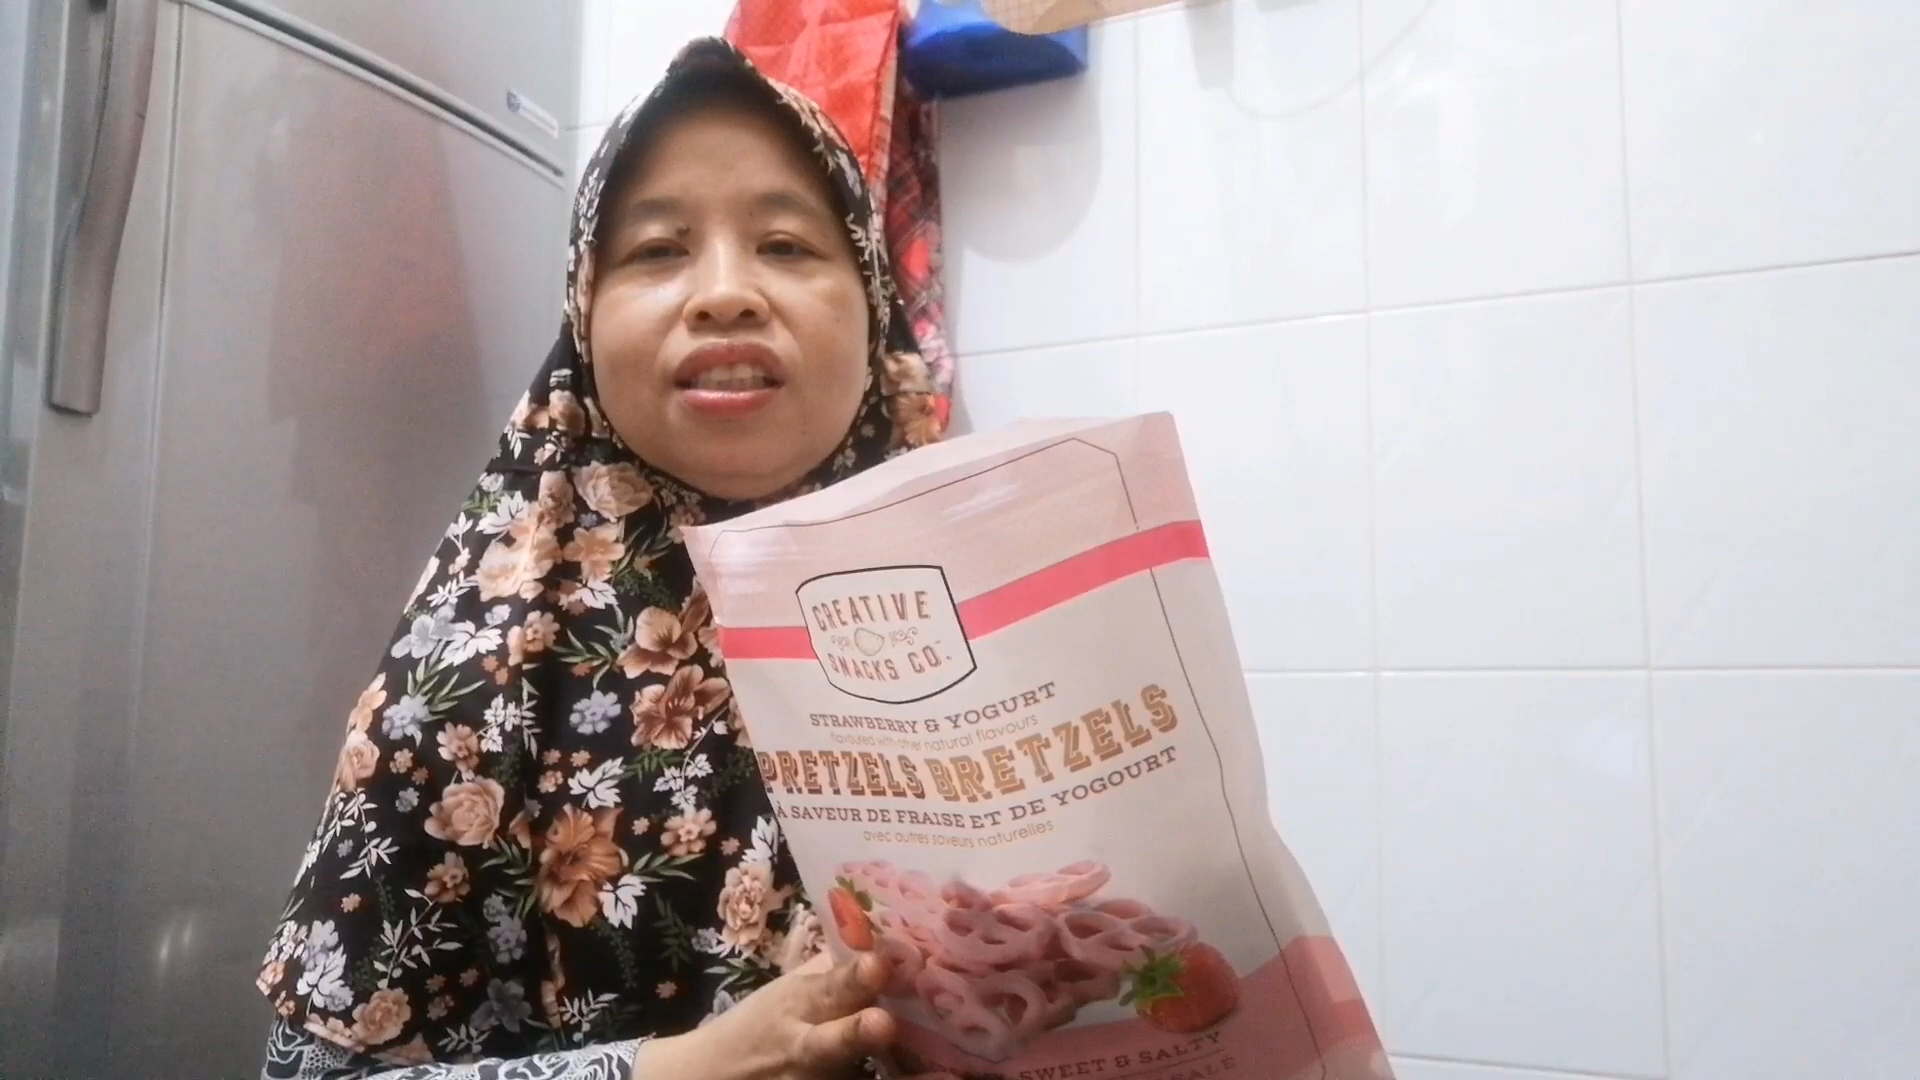 CREATIVE
SNACKS CO.
STRAWBERRY & YOGURT
flavoured with other natural flavours
PRETZELS BRETZELS
À SAVEUR DE FRAISE ET DE YOGOURT
avec autres saveurs naturelles
SWEET & SALTY
SALÉ